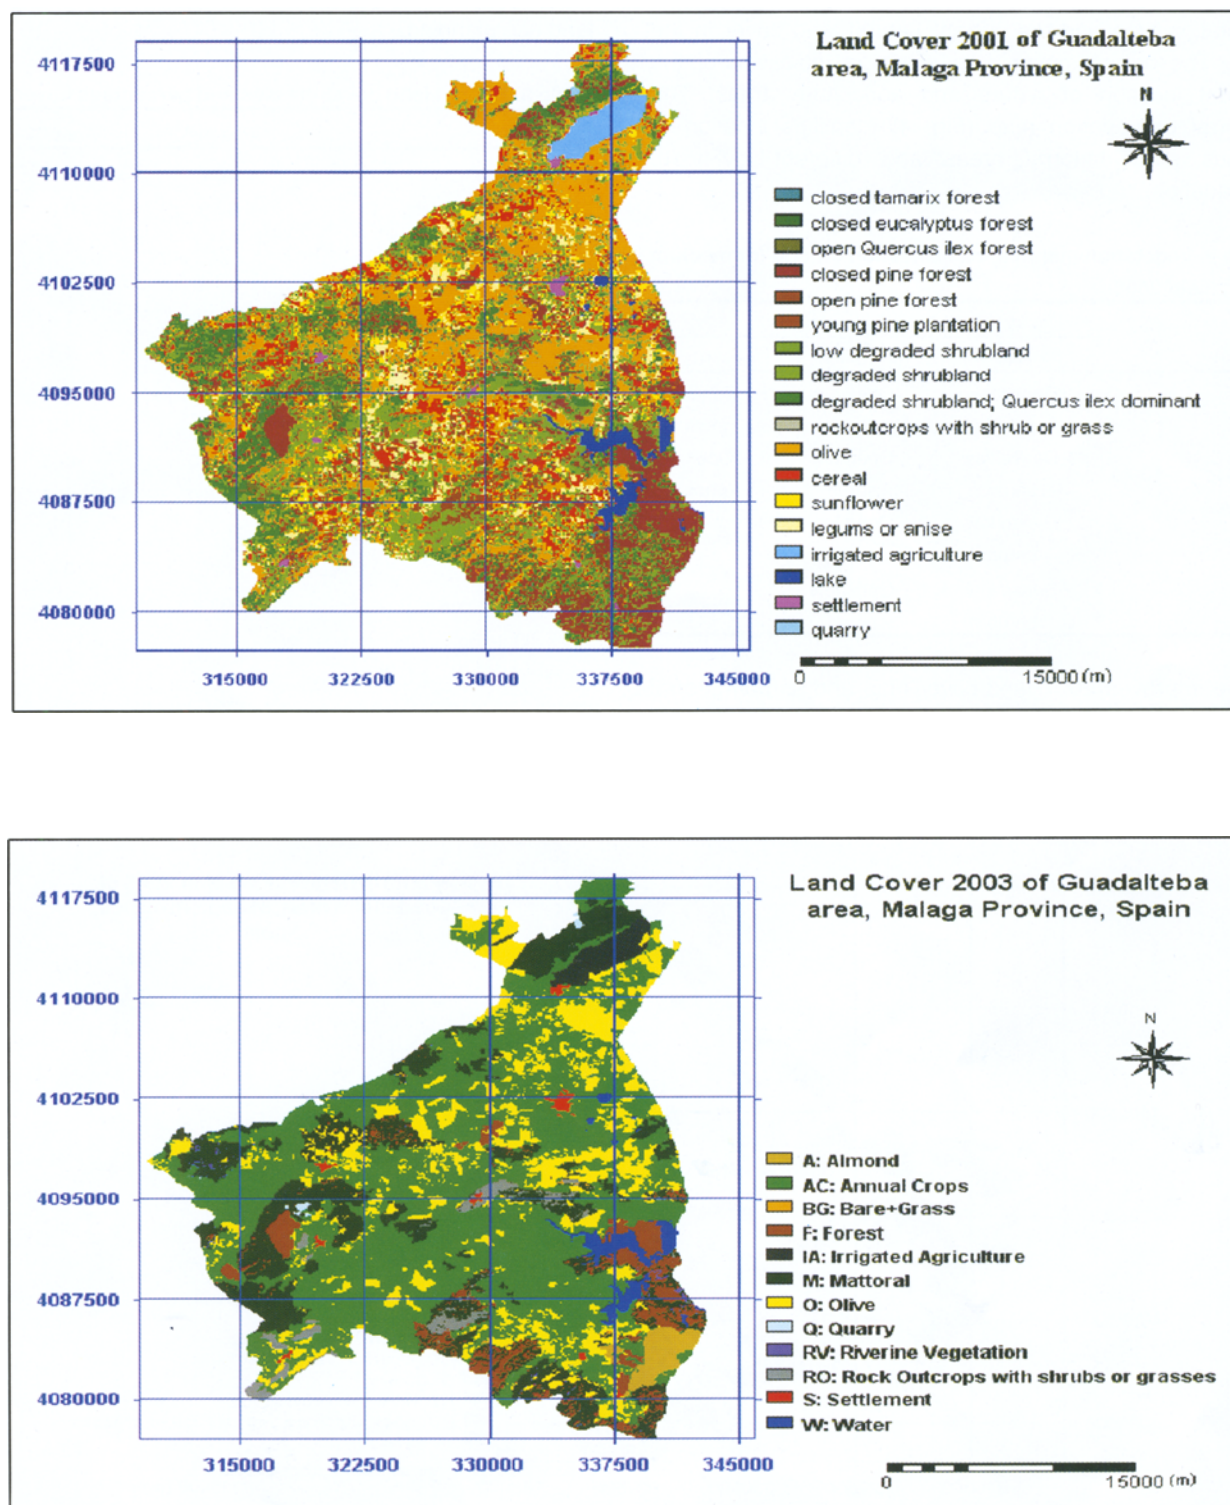 Land Cover 2001 of Guadalteba
area, Malaga Province, Spain
N
4117500
4110000
4102500
4095000
4087500
4080000
315000 322500 330000 337500 345000
closed tamarix forest
closed eucalyptus forest
open Quercus ilex forest
closed pine forest
open pine forest
young pine plantation
low degraded shrubland
degraded shrubland
degraded shrubland; Quercus ilex dominant
rockoutcrops with shrub or grass
olive
cereal
sunflower
legums or anise
irrigated agriculture
lake
settlement
quarry
0 15000 (m)
Land Cover 2003 of Guadalteba
area, Malaga Province, Spain
N
4117500
4110000
4102500
4095000
4087500
4080000
315000 322500 330000 337500 345000
A: Almond
AC: Annual Crops
BG: Bare+Grass
F: Forest
IA: Irrigated Agriculture
M: Mattoral
O: Olive
Q: Quarry
RV: Riverine Vegetation
RO: Rock Outcrops with shrubs or grasses
S: Settlement
W: Water
0 15000 (m)